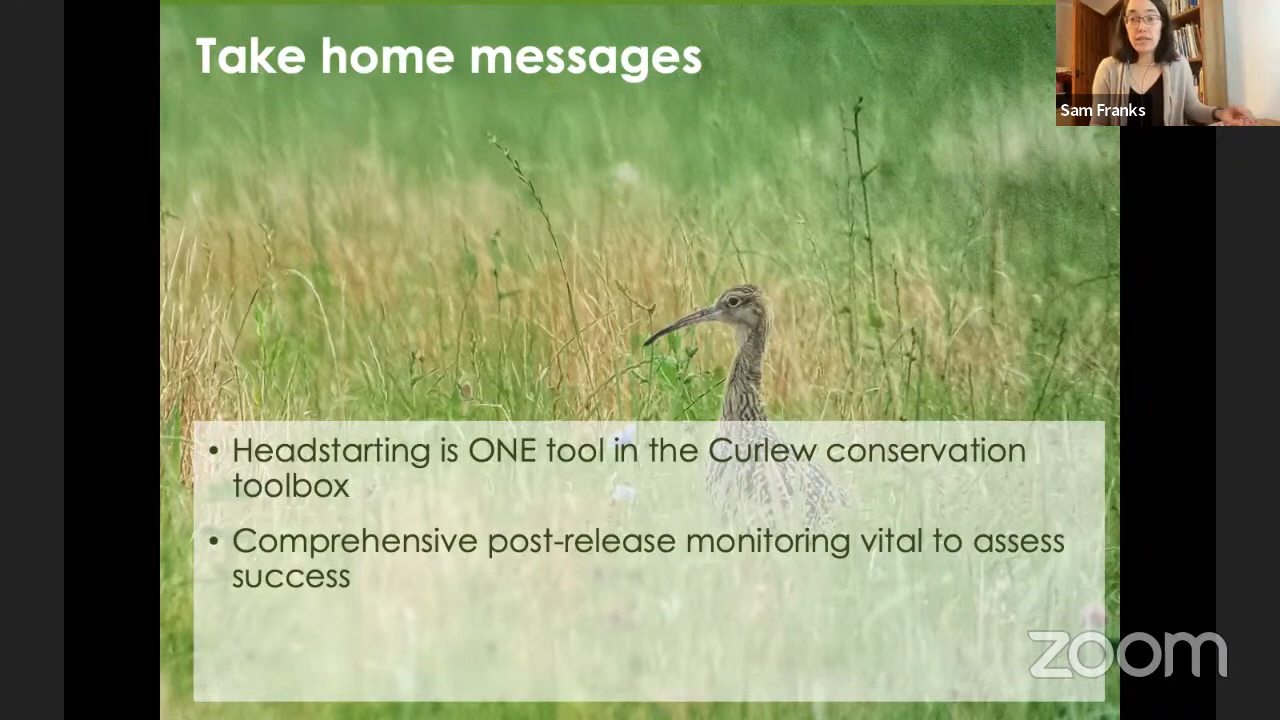 Take home messages
Sam Franks
• Headstarting is ONE tool in the Curlew conservation
toolbox
• Comprehensive post-release monitoring vital to assess
success
zoom